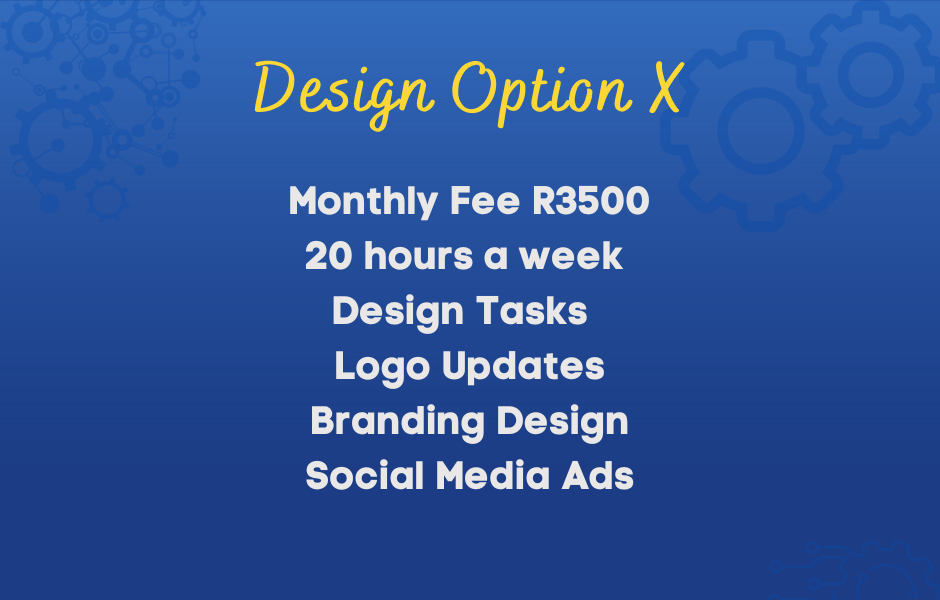 Design Option X
Monthly Fee R3500
20 hours a week
Design Tasks
Logo Updates
Branding Design
Social Media Ads